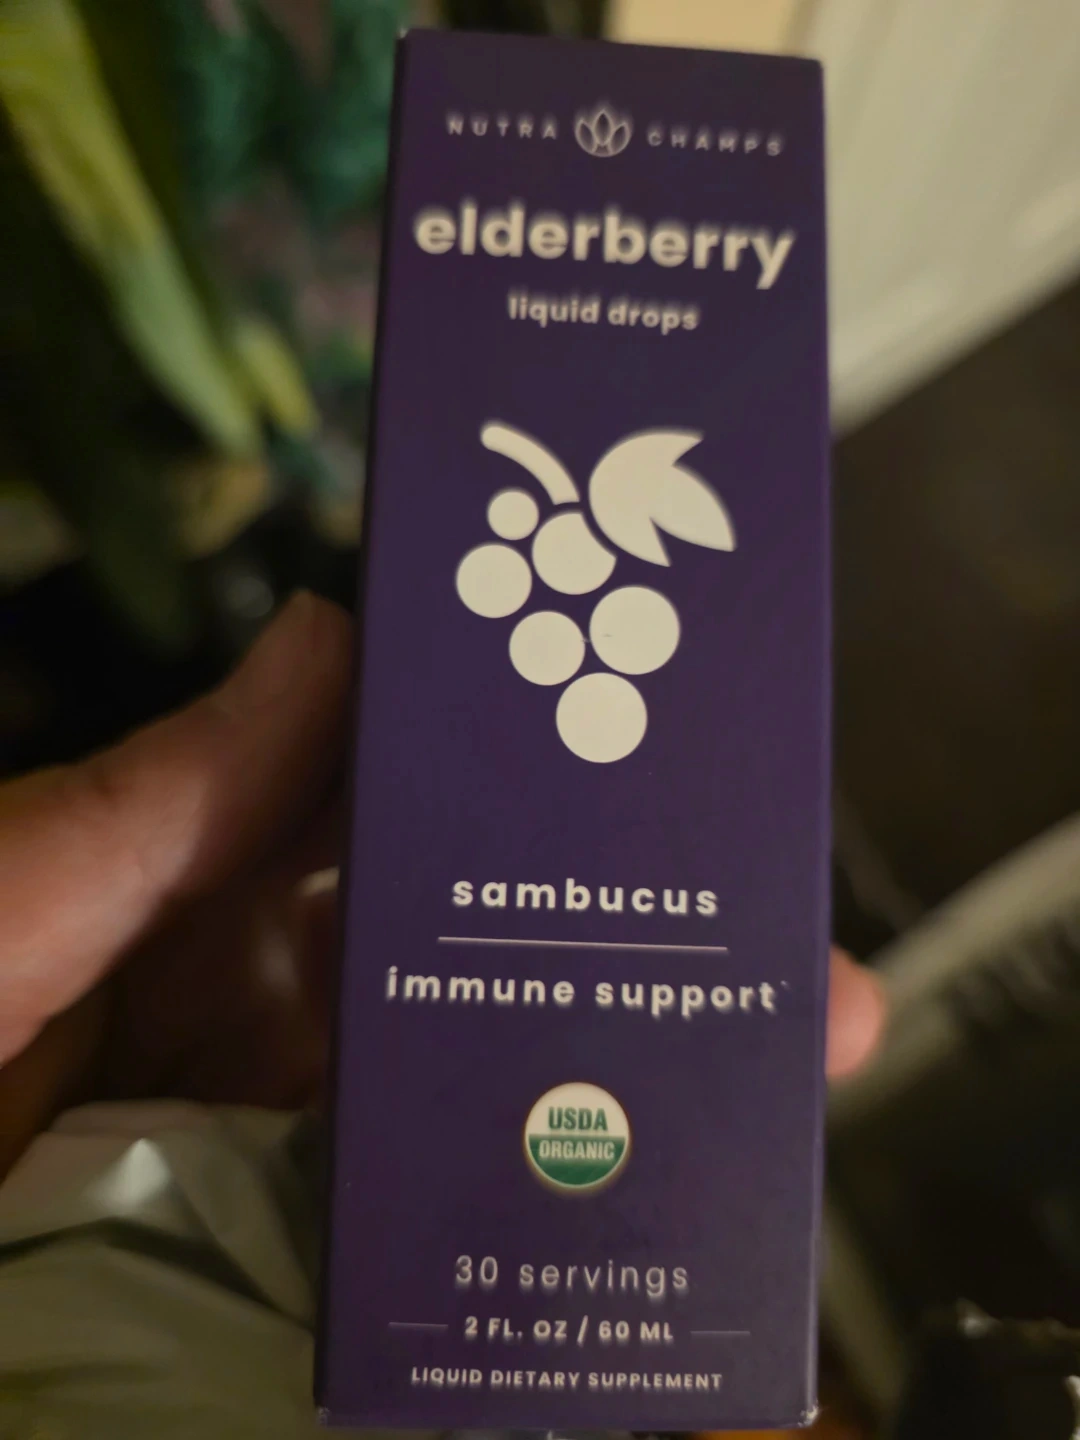 NUTRA CHAMPS
elderberry
liquid drops
sambucus
immune support
USDA
ORGANIC
30 servings
2 FL. OZ / 60 ML
LIQUID DIETARY SUPPLEMENT